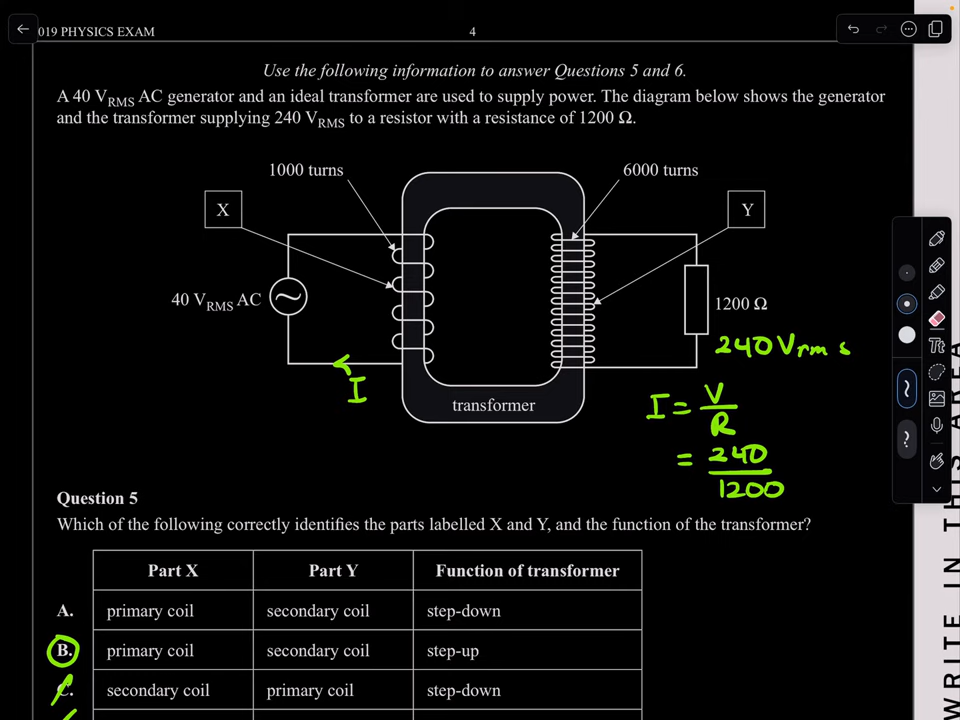 019 PHYSICS EXAM
4
Use the following information to answer Questions 5 and 6.
A 40 VRMS AC generator and an ideal transformer are used to supply power. The diagram below shows the generator
and the transformer supplying 240 VRMS to a resistor with a resistance of 1200 Ω.
1000 turns
6000 turns
X
Y
40 VRMS AC
1200 Ω
240 Vrms
I
transformer
I = V/R
= 240/1200
Question 5
Which of the following correctly identifies the parts labelled X and Y, and the function of the transformer?
Part X Part Y Function of transformer
A. primary coil secondary coil step-down
B. primary coil secondary coil step-up
C. secondary coil primary coil step-down
WRITE IN THIS AREA
Tt
?